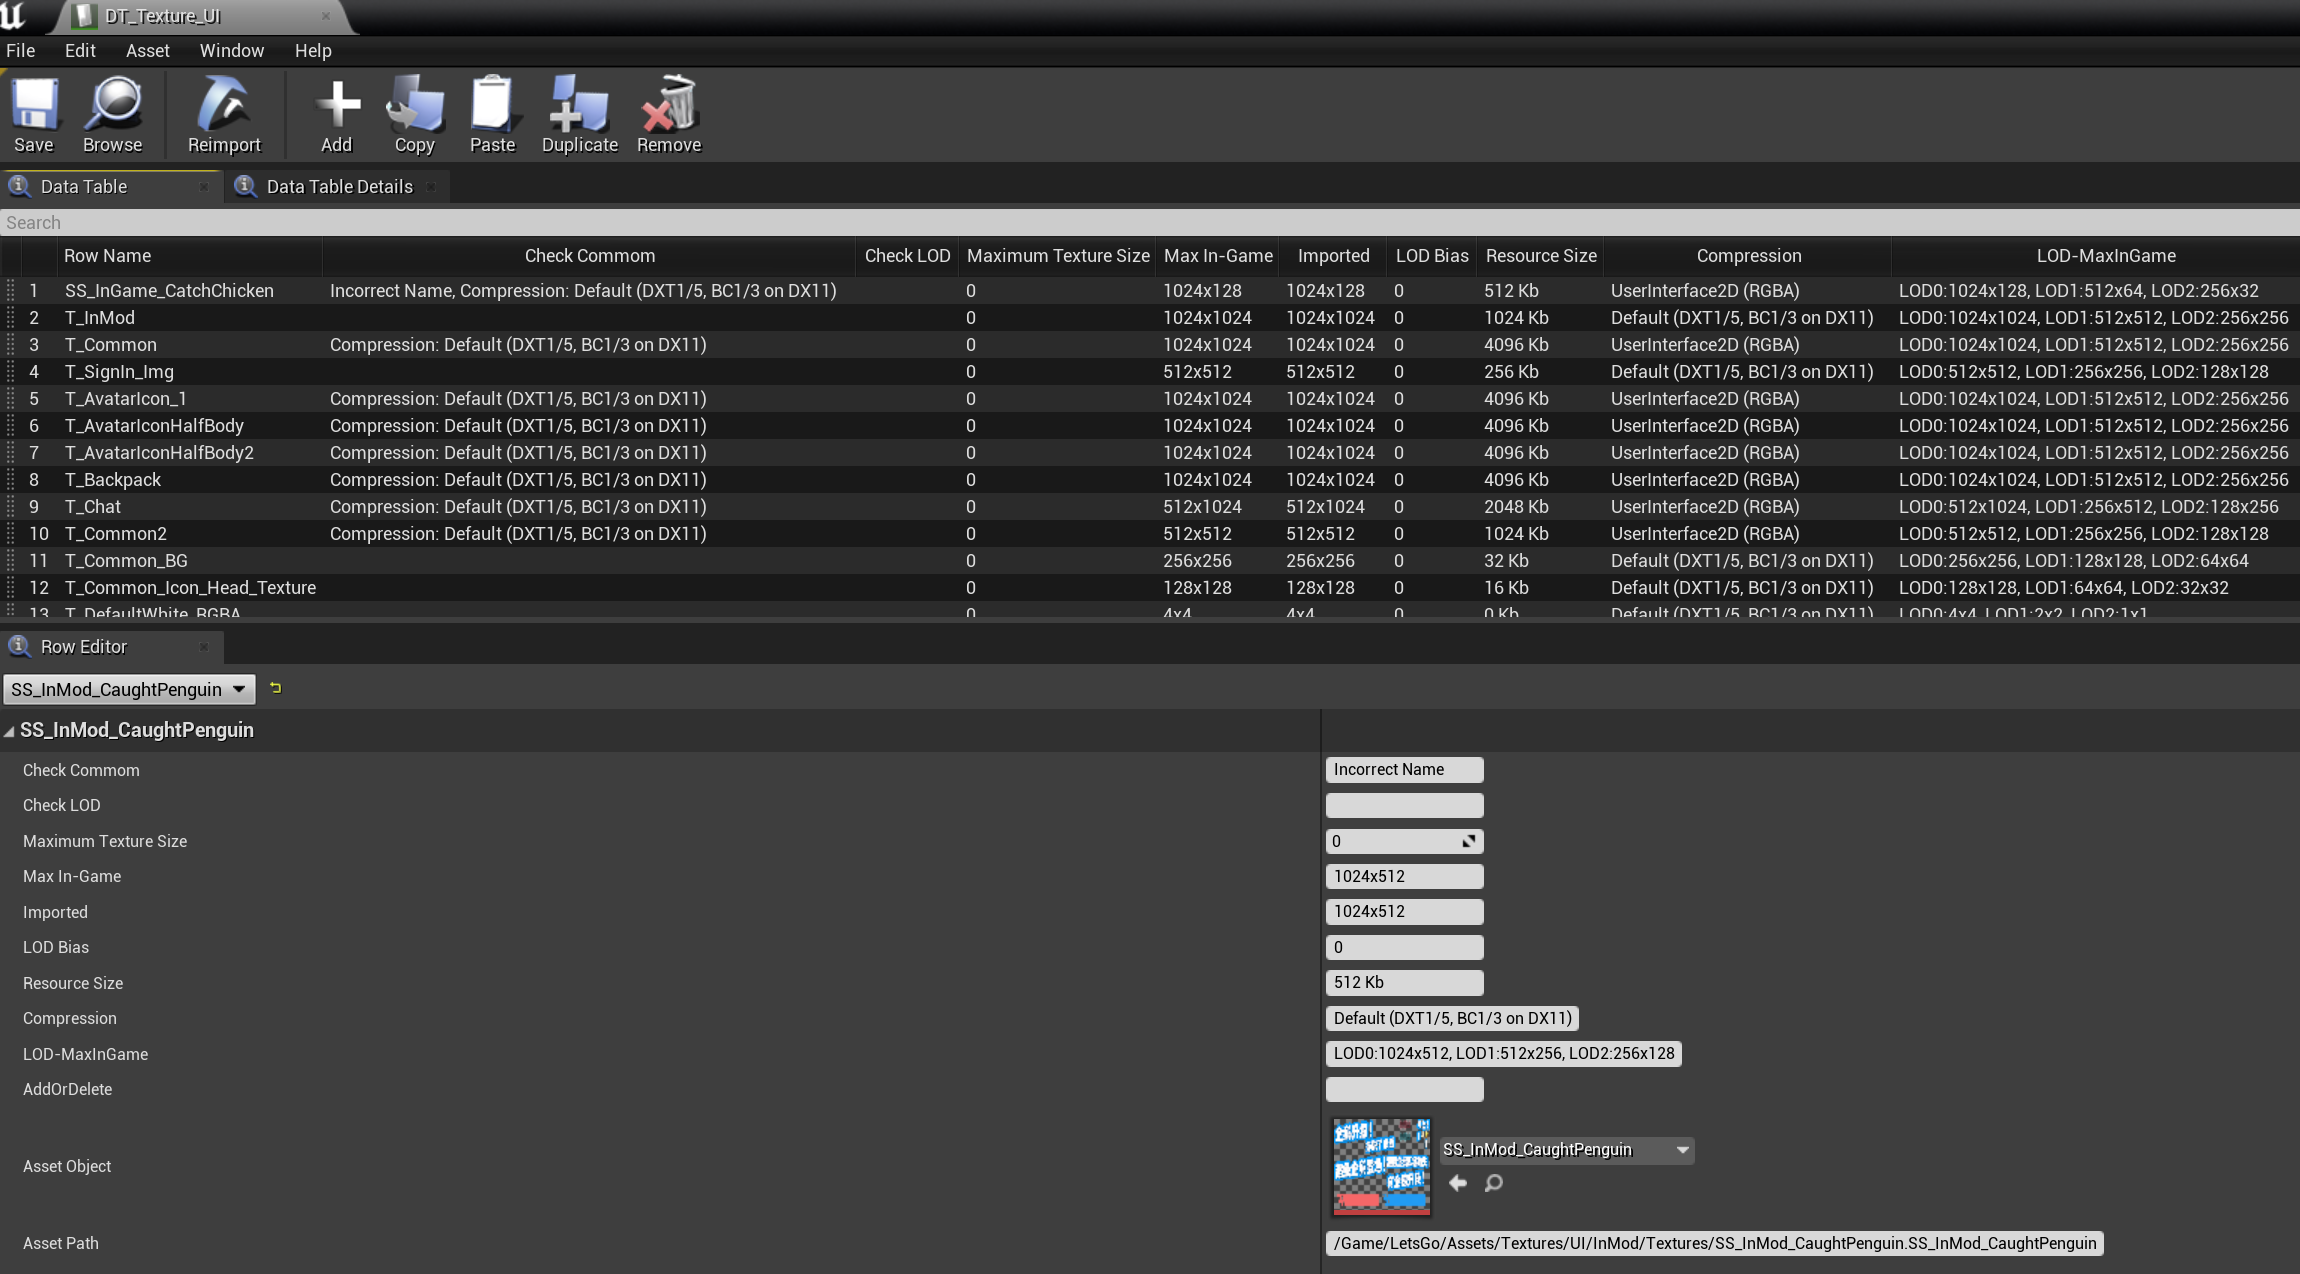 DT_Texture_UI
File Edit Asset Window Help
Save Browse Reimport Add Copy Paste Duplicate Remove
Data Table Data Table Details
Search
Row Name Check Commom Check LOD Maximum Texture Size Max In-Game Imported LOD Bias Resource Size Compression LOD-MaxInGame
1 SS_InGame_CatchChicken Incorrect Name, Compression: Default (DXT1/5, BC1/3 on DX11) 0 1024x128 1024x128 0 512 Kb UserInterface2D (RGBA) LOD0:1024x128, LOD1:512x64, LOD2:256x32
2 T_InMod 0 1024x1024 1024x1024 0 1024 Kb Default (DXT1/5, BC1/3 on DX11) LOD0:1024x1024, LOD1:512x512, LOD2:256x256
3 T_Common Compression: Default (DXT1/5, BC1/3 on DX11) 0 1024x1024 1024x1024 0 4096 Kb UserInterface2D (RGBA) LOD0:1024x1024, LOD1:512x512, LOD2:256x256
4 T_SignIn_Img 0 512x512 512x512 0 256 Kb Default (DXT1/5, BC1/3 on DX11) LOD0:512x512, LOD1:256x256, LOD2:128x128
5 T_AvatarIcon_1 Compression: Default (DXT1/5, BC1/3 on DX11) 0 1024x1024 1024x1024 0 4096 Kb UserInterface2D (RGBA) LOD0:1024x1024, LOD1:512x512, LOD2:256x256
6 T_AvatarIconHalfBody Compression: Default (DXT1/5, BC1/3 on DX11) 0 1024x1024 1024x1024 0 4096 Kb UserInterface2D (RGBA) LOD0:1024x1024, LOD1:512x512, LOD2:256x256
7 T_AvatarIconHalfBody2 Compression: Default (DXT1/5, BC1/3 on DX11) 0 1024x1024 1024x1024 0 4096 Kb UserInterface2D (RGBA) LOD0:1024x1024, LOD1:512x512, LOD2:256x256
8 T_Backpack Compression: Default (DXT1/5, BC1/3 on DX11) 0 1024x1024 1024x1024 0 4096 Kb UserInterface2D (RGBA) LOD0:1024x1024, LOD1:512x512, LOD2:256x256
9 T_Chat Compression: Default (DXT1/5, BC1/3 on DX11) 0 512x1024 512x1024 0 2048 Kb UserInterface2D (RGBA) LOD0:512x1024, LOD1:256x512, LOD2:128x256
10 T_Common2 Compression: Default (DXT1/5, BC1/3 on DX11) 0 512x512 512x512 0 1024 Kb UserInterface2D (RGBA) LOD0:512x512, LOD1:256x256, LOD2:128x128
11 T_Common_BG 0 256x256 256x256 0 32 Kb Default (DXT1/5, BC1/3 on DX11) LOD0:256x256, LOD1:128x128, LOD2:64x64
12 T_Common_Icon_Head_Texture 0 128x128 128x128 0 16 Kb Default (DXT1/5, BC1/3 on DX11) LOD0:128x128, LOD1:64x64, LOD2:32x32
13 T_DefaultWhite_RGBA 0 4x4 4x4 0 0 Kb Default (DXT1/5, BC1/3 on DX11) LOD0:4x4, LOD1:2x2, LOD2:1x1
Row Editor
SS_InMod_CaughtPenguin
SS_InMod_CaughtPenguin
Check Commom Incorrect Name
Check LOD
Maximum Texture Size 0
Max In-Game 1024x512
Imported 1024x512
LOD Bias 0
Resource Size 512 Kb
Compression Default (DXT1/5, BC1/3 on DX11)
LOD-MaxInGame LOD0:1024x512, LOD1:512x256, LOD2:256x128
AddOrDelete
Asset Object SS_InMod_CaughtPenguin
Asset Path /Game/LetsGo/Assets/Textures/UI/InMod/Textures/SS_InMod_CaughtPenguin.SS_InMod_CaughtPenguin